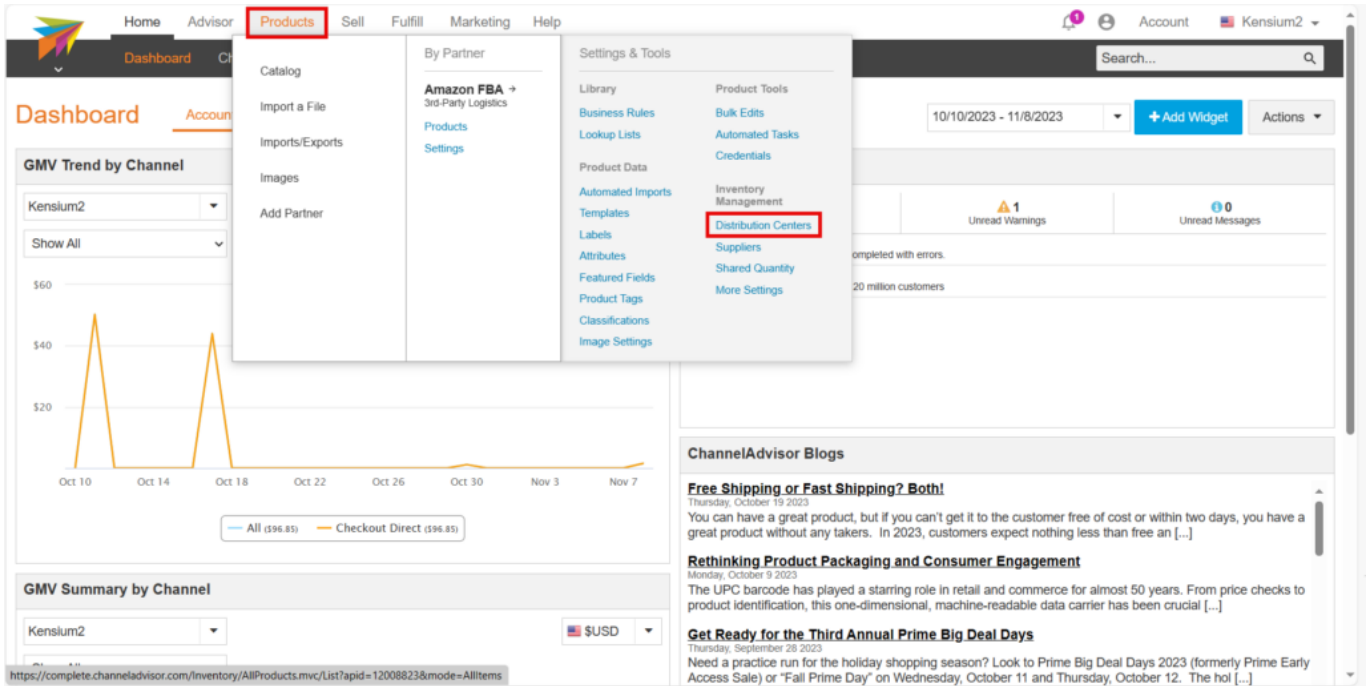 Home Advisor Products Sell Fulfill Marketing Help 1 Account Kensium2
Dashboard Ch Search...
Catalog
Import a File
Imports/Exports
Images
Add Partner
By Partner
Amazon FBA →
3rd-Party Logistics
Products
Settings
Settings & Tools
Library
Business Rules
Lookup Lists
Product Data
Automated Imports
Templates
Labels
Attributes
Featured Fields
Product Tags
Classifications
Image Settings
Product Tools
Bulk Edits
Automated Tasks
Credentials
Inventory
Management
Distribution Centers
Suppliers
Shared Quantity
More Settings
Dashboard Accoun 10/10/2023 - 11/8/2023 +Add Widget Actions
GMV Trend by Channel
Kensium2
Show All
$60
$40
$20
Oct 10 Oct 14 Oct 18 Oct 22 Oct 26 Oct 30 Nov 3 Nov 7
All ($96.85) Checkout Direct ($96.85)
1
Unread Warnings
0
Unread Messages
ompleted with errors.
20 million customers
ChannelAdvisor Blogs
Free Shipping or Fast Shipping? Both!
Thursday, October 19 2023
You can have a great product, but if you can't get it to the customer free of cost or within two days, you have a
great product without any takers. In 2023, customers expect nothing less than free an [...]
Rethinking Product Packaging and Consumer Engagement
Monday, October 9 2023
The UPC barcode has played a starring role in retail and commerce for almost 50 years. From price checks to
product identification, this one-dimensional, machine-readable data carrier has been crucial [...]
Get Ready for the Third Annual Prime Big Deal Days
Thursday, September 28 2023
Need a practice run for the holiday shopping season? Look to Prime Big Deal Days 2023 (formerly Prime Early
Access Sale) or "Fall Prime Day" on Wednesday, October 11 and Thursday, October 12. The hol [...]
GMV Summary by Channel
Kensium2 $USD
https://complete.channeladvisor.com/Inventory/AllProducts.mvc/List?apid=12008823&mode=AllItems